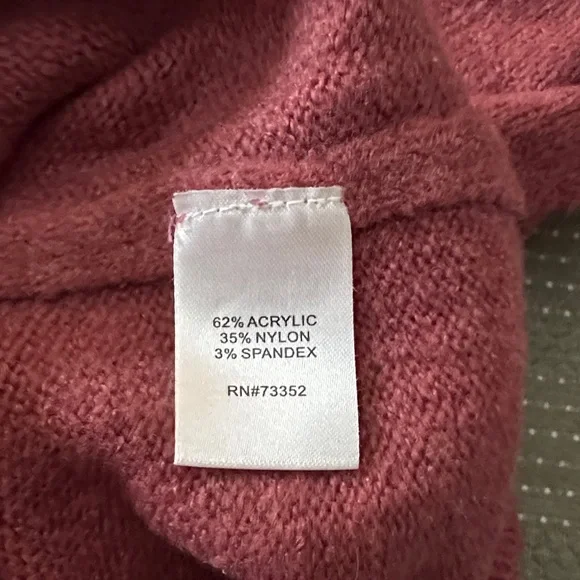 62% ACRYLIC
35% NYLON
3% SPANDEX
RN#73352